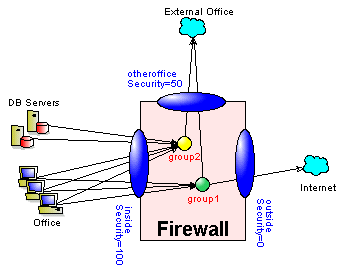 External Office
otheroffice
Security=50
DB Servers
group2
group1
Internet
Office
inside
Security=100
outside
Security=0
Firewall